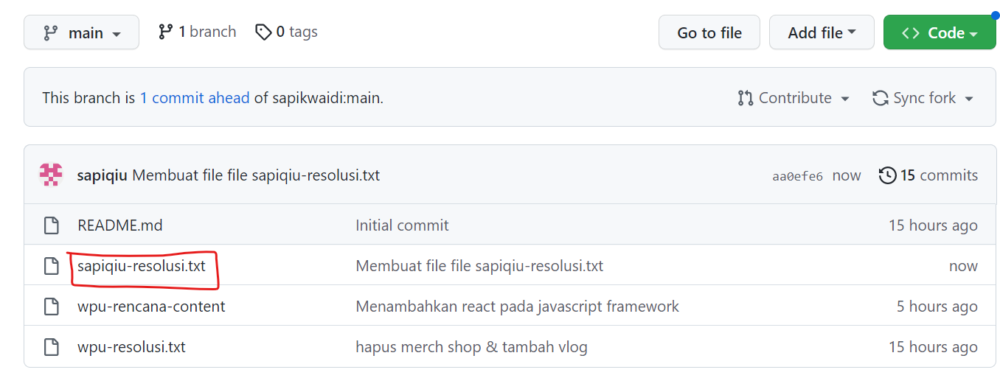 main 1 branch 0 tags Go to file Add file <> Code
This branch is 1 commit ahead of sapikwaidi:main. Contribute Sync fork
sapiqiu Membuat file file sapiqiu-resolusi.txt aa0efe6 now 15 commits
README.md Initial commit 15 hours ago
sapiqiu-resolusi.txt Membuat file file sapiqiu-resolusi.txt now
wpu-rencana-content Menambahkan react pada javascript framework 5 hours ago
wpu-resolusi.txt hapus merch shop & tambah vlog 15 hours ago